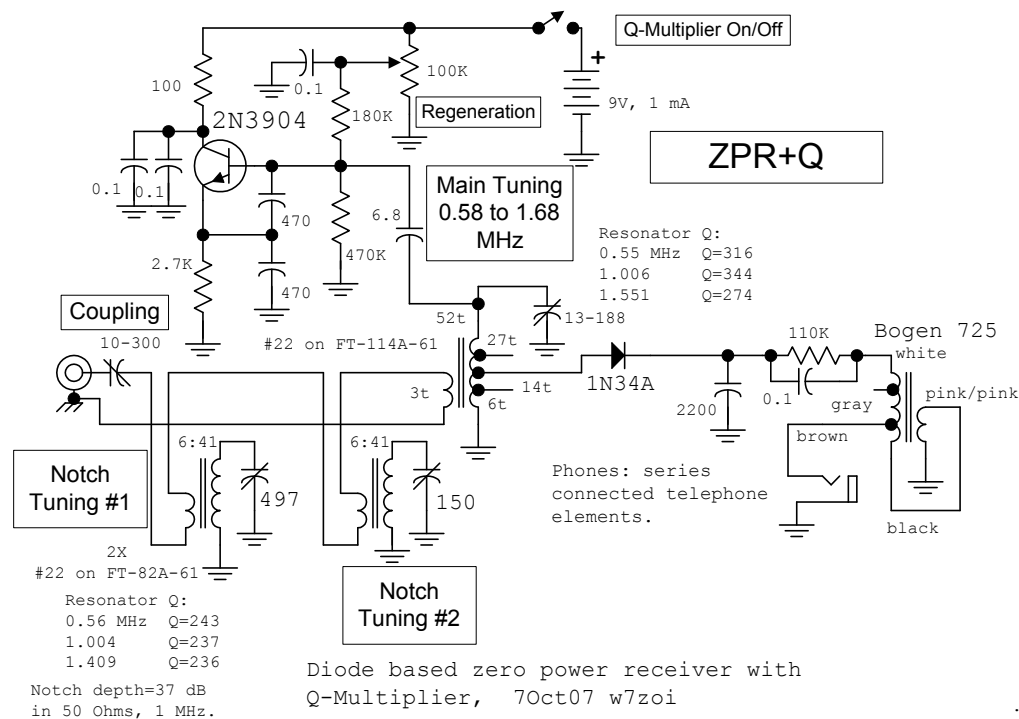 Q-Multiplier On/Off
100
0.1
100K
+
9V, 1 mA
180K
Regeneration
2N3904
ZPR+Q
0.1
0.1
470
Main Tuning
0.58 to 1.68
MHz
6.8
470K
2.7K
470
Resonator Q:
0.55 MHz Q=316
1.006 Q=344
1.551 Q=274
Coupling
10-300
52t
13-188
#22 on FT-114A-61
27t
110K
Bogen 725
white
3t
14t
6t
1N34A
2200
0.1
gray
pink/pink
brown
black
6:41
6:41
Notch
Tuning #1
497
150
Phones: series
connected telephone
elements.
2X
#22 on FT-82A-61
Notch
Tuning #2
Resonator Q:
0.56 MHz Q=243
1.004 Q=237
1.409 Q=236
Notch depth=37 dB
in 50 Ohms, 1 MHz.
Diode based zero power receiver with
Q-Multiplier, 7Oct07 w7zoi
.